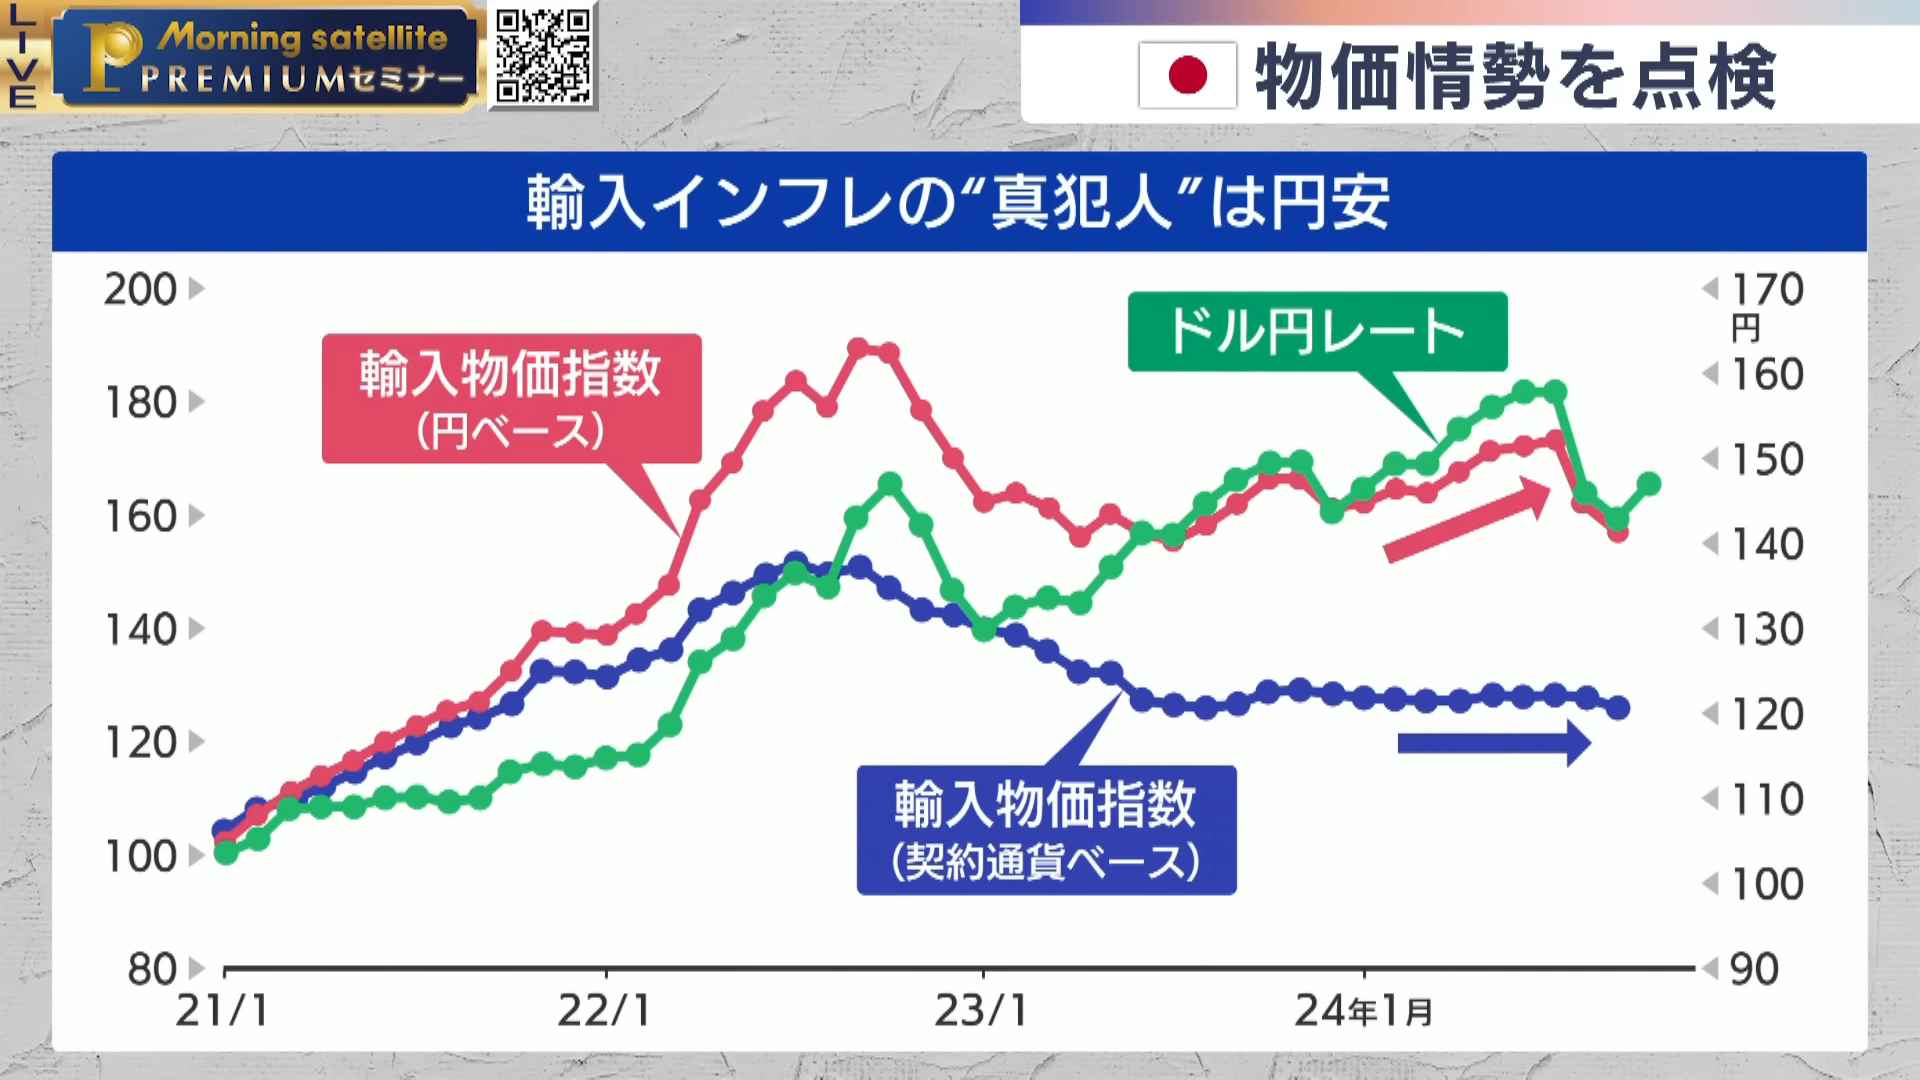 LIVE
Morning satellite
PREMIUMセミナー
物価情勢を点検
輸入インフレの“真犯人”は円安
200
180
160
140
120
100
80
170
円
160
150
140
130
120
110
100
90
輸入物価指数
（円ベース）
ドル円レート
輸入物価指数
（契約通貨ベース）
21/1
22/1
23/1
24年1月